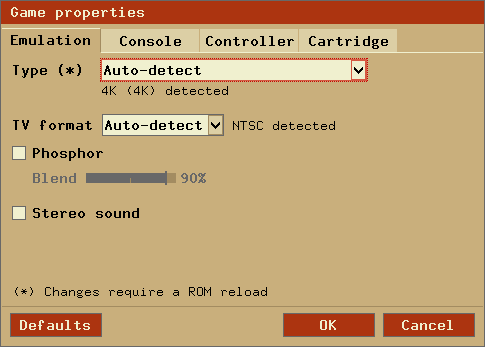 Game properties
Emulation Console Controller Cartridge
Type (*) Auto-detect
4K (4K) detected
TV format Auto-detect NTSC detected
Phosphor
Blend 90%
Stereo sound
(*) Changes require a ROM reload
Defaults OK Cancel